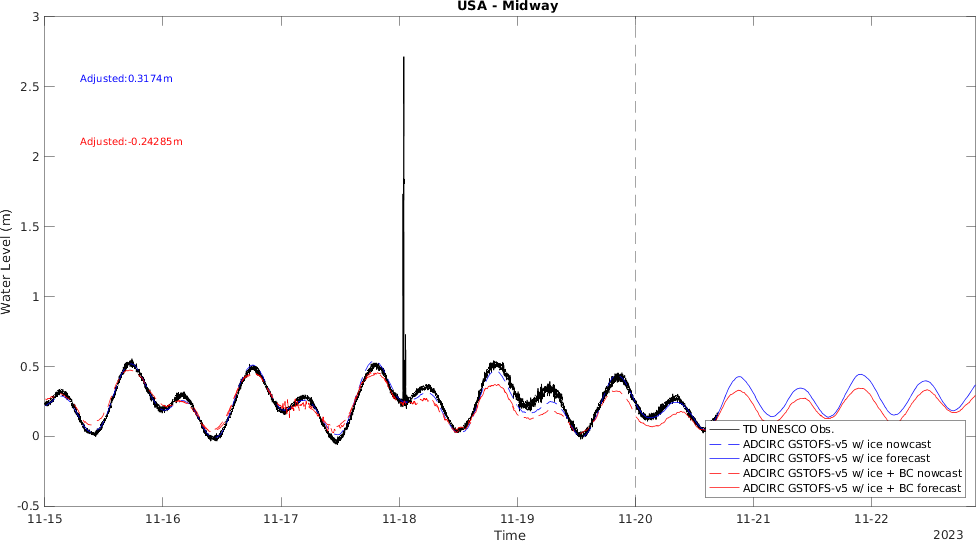 USA - Midway
3
2.5
2
1.5
1
0.5
0
-0.5
Water Level (m)
Adjusted:0.3174m
Adjusted:-0.24285m
TD UNESCO Obs.
ADCIRC GSTOFS-v5 w/ ice nowcast
ADCIRC GSTOFS-v5 w/ ice forecast
ADCIRC GSTOFS-v5 w/ ice + BC nowcast
ADCIRC GSTOFS-v5 w/ ice + BC forecast
11-15 11-16 11-17 11-18 11-19 11-20 11-21 11-22
Time
2023